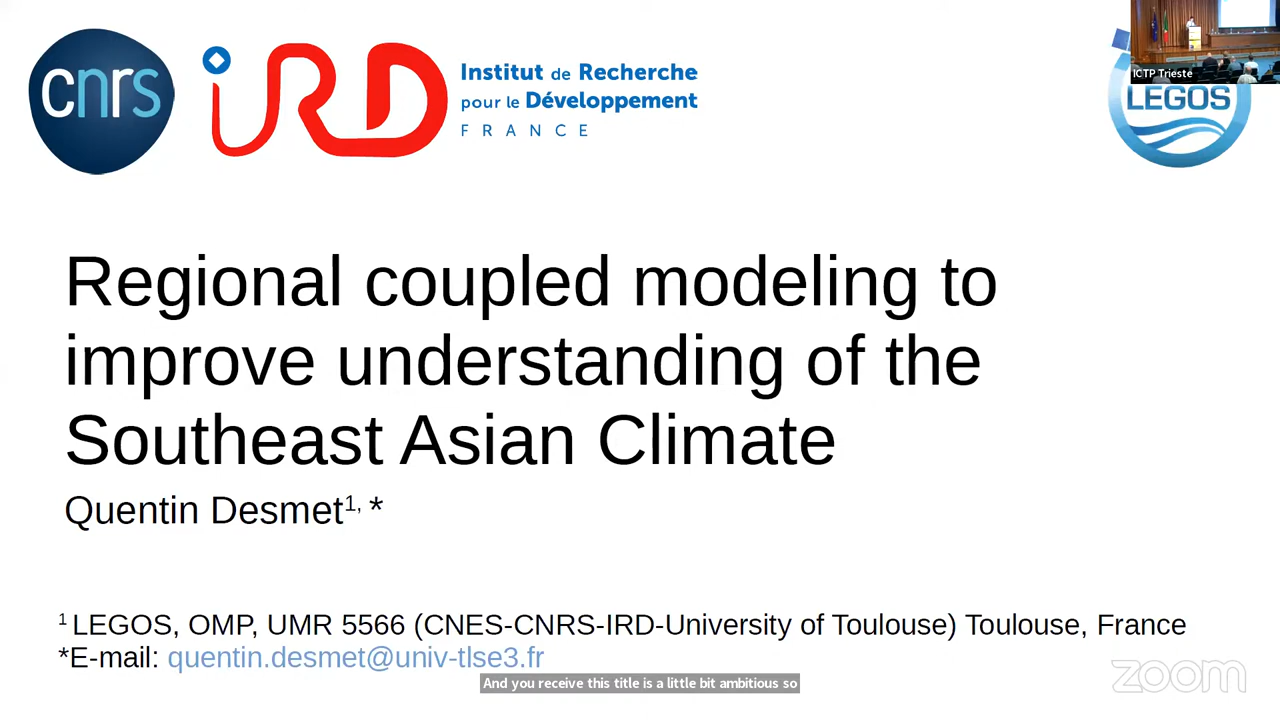 cnrs
iRD
Institut de Recherche
pour le Développement
FRANCE
ICTP Trieste
LEGOS
Regional coupled modeling to
improve understanding of the
Southeast Asian Climate
Quentin Desmet1, *
1 LEGOS, OMP, UMR 5566 (CNES-CNRS-IRD-University of Toulouse) Toulouse, France
*E-mail: quentin.desmet@univ-tlse3.fr
And you receive this title is a little bit ambitious so
zoom